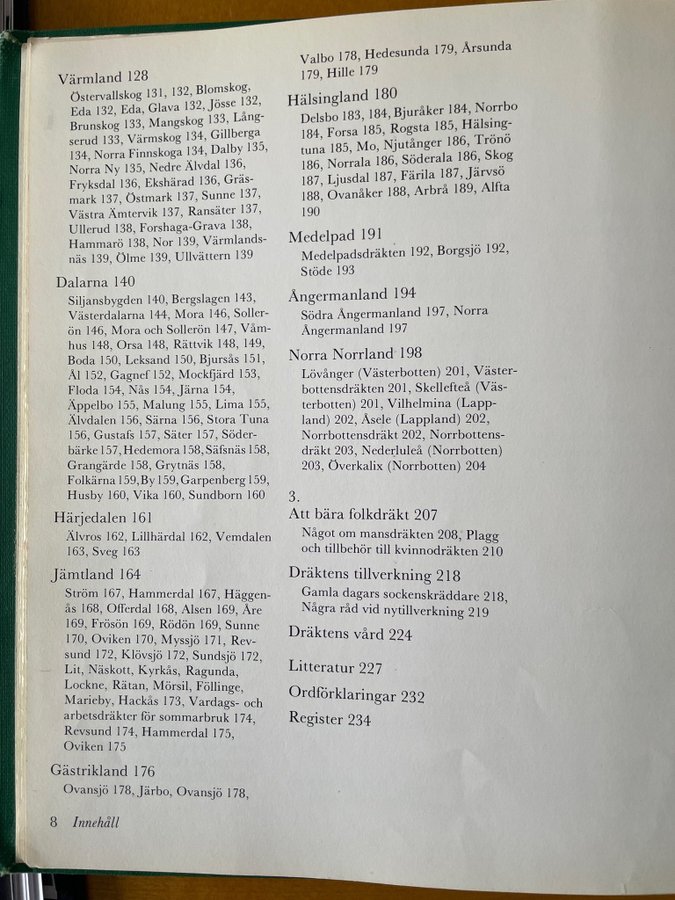 Värmland 128
Östervallskog 131, 132, Blomskog,
Eda 132, Eda, Glava 132, Jösse 132,
Brunskog 133, Mangskog 133, Lång-
serud 133, Värmskog 134, Gillberga
134, Norra Finnskoga 134, Dalby 135,
Norra Ny 135, Nedre Älvdal 136,
Fryksdal 136, Ekshärad 136, Gräs-
mark 137, Östmark 137, Sunne 137,
Västra Ämtervik 137, Ransäter 137,
Ullerud 138, Forshaga-Grava 138,
Hammarö 138, Nor 139, Värmlands-
näs 139, Ölme 139, Ullvättern 139
Dalarna 140
Siljansbygden 140, Bergslagen 143,
Västerdalarna 144, Mora 146, Soller-
ön 146, Mora och Sollerön 147, Våm-
hus 148, Orsa 148, Rättvik 148, 149,
Boda 150, Leksand 150, Bjursås 151,
Ål 152, Gagnef 152, Mockfjärd 153,
Floda 154, Nås 154, Järna 154,
Äppelbo 155, Malung 155, Lima 155,
Älvdalen 156, Särna 156, Stora Tuna
156, Gustafs 157, Säter 157, Söder-
bärke 157, Hedemora 158, Säfsnäs 158,
Grangärde 158, Grytnäs 158,
Folkärna 159, By 159, Garpenberg 159,
Husby 160, Vika 160, Sundborn 160
Härjedalen 161
Älvros 162, Lillhärdal 162, Vemdalen
163, Sveg 163
Jämtland 164
Ström 167, Hammerdal 167, Häggen-
ås 168, Offerdal 168, Alsen 169, Åre
169, Frösön 169, Rödön 169, Sunne
170, Oviken 170, Myssjö 171, Rev-
sund 172, Klövsjö 172, Sundsjö 172,
Lit, Näskott, Kyrkås, Ragunda,
Lockne, Rätan, Mörsil, Föllinge,
Marieby, Hackås 173, Vardags- och
arbetsdräkter för sommarbruk 174,
Revsund 174, Hammerdal 175,
Oviken 175
Gästrikland 176
Ovansjö 178, Järbo, Ovansjö 178,
Valbo 178, Hedesunda 179, Årsunda
179, Hille 179
Hälsingland 180
Delsbo 183, 184, Bjuråker 184, Norrbo
184, Forsa 185, Rogsta 185, Hälsing-
tuna 185, Mo, Njutånger 186, Trönö
186, Norrala 186, Söderala 186, Skog
187, Ljusdal 187, Färila 187, Järvsö
188, Ovanåker 188, Arbrå 189, Alfta
190
Medelpad 191
Medelpadsdräkten 192, Borgsjö 192,
Stöde 193
Ångermanland 194
Södra Ångermanland 197, Norra
Ångermanland 197
Norra Norrland 198
Lövånger (Västerbotten) 201, Väster-
bottensdräkten 201, Skellefteå (Väs-
terbotten) 201, Vilhelmina (Lapp-
land) 202, Åsele (Lappland) 202,
Norrbottensdräkt 202, Norrbottens-
dräkt 203, Nederluleå (Norrbotten)
203, Överkalix (Norrbotten) 204
3.
Att bära folkdräkt 207
Något om mansdräkten 208, Plagg
och tillbehör till kvinnodräkten 210
Dräktens tillverkning 218
Gamla dagars sockenskräddare 218,
Några råd vid nytillverkning 219
Dräktens vård 224
Litteratur 227
Ordförklaringar 232
Register 234
8 Innehåll